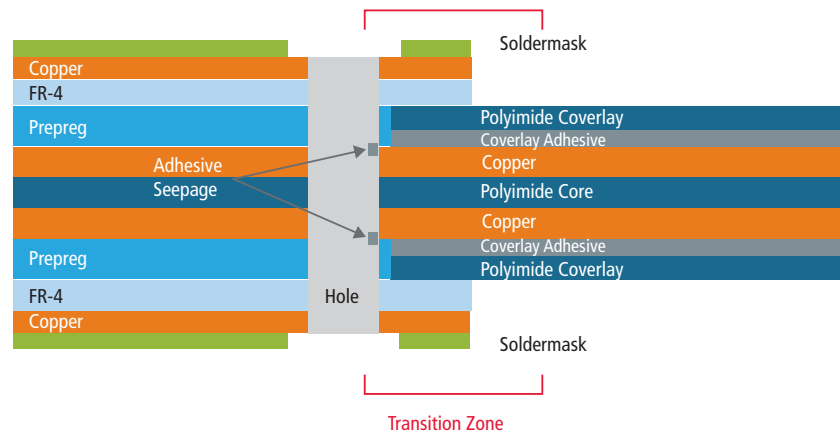 Soldermask
Copper
FR-4
Polyimide Coverlay
Prepreg
Coverlay Adhesive
Adhesive
Copper
Seepage
Polyimide Core
Copper
Coverlay Adhesive
Prepreg
Polyimide Coverlay
FR-4
Hole
Copper
Soldermask
Transition Zone